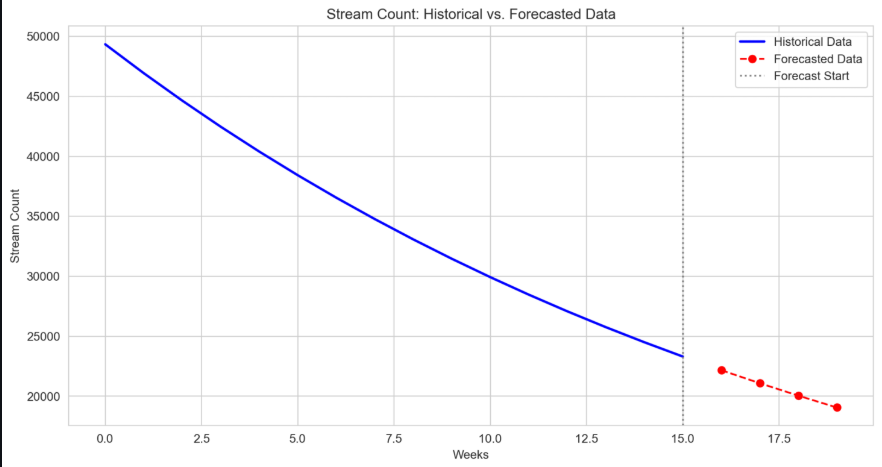 Stream Count: Historical vs. Forecasted Data
Historical Data
Forecasted Data
Forecast Start
Stream Count
50000
45000
40000
35000
30000
25000
20000
0.0 2.5 5.0 7.5 10.0 12.5 15.0 17.5
Weeks